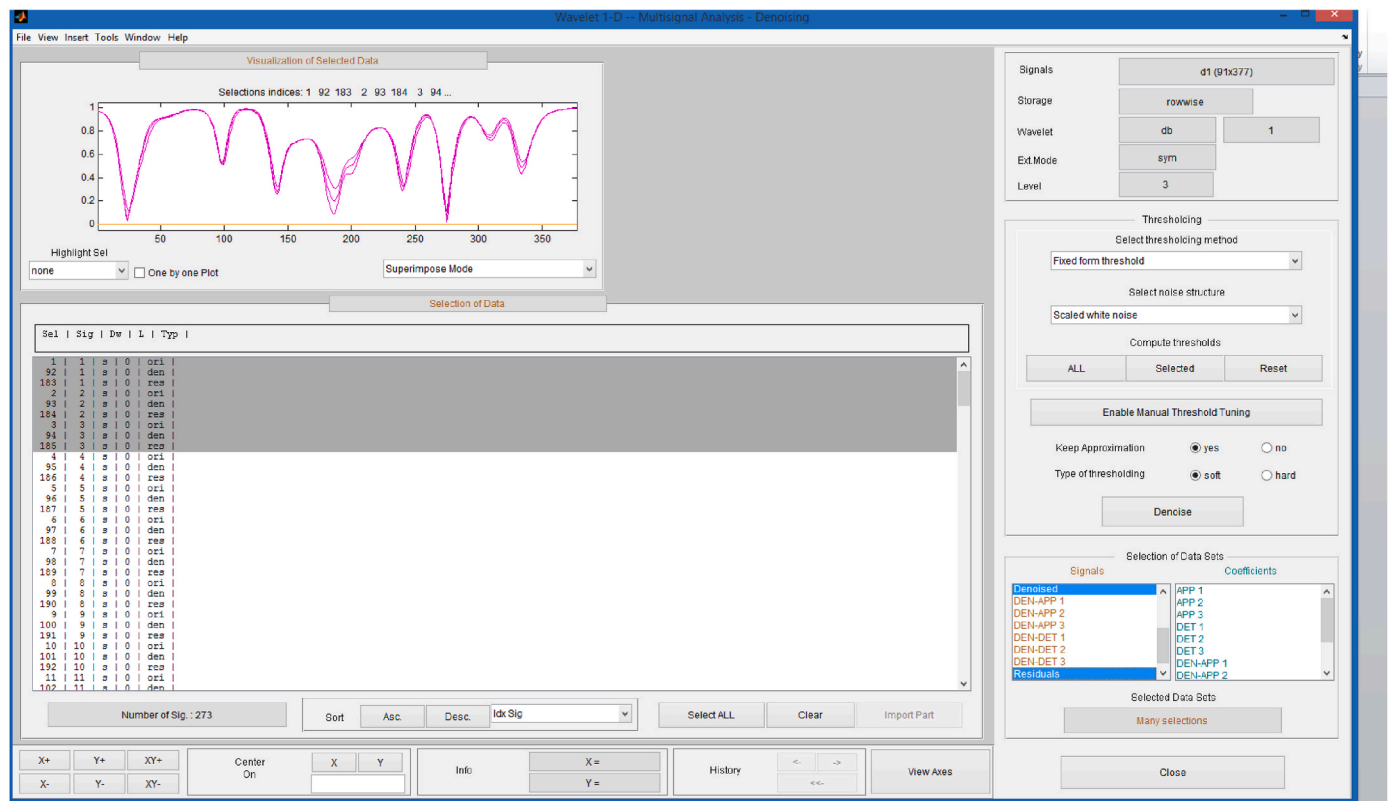 Wavelet 1-D -- Multisignal Analysis - Denoising
File View Insert Tools Window Help
Visualization of Selected Data
Selections indices: 1 92 183 2 93 184 3 94 ...
1
0.8
0.6
0.4
0.2
0
50 100 150 200 250 300 350
Highlight Sel
none
One by one Plot
Superimpose Mode
Selection of Data
Sel | Sig | Dw | L | Typ |
1 | 1 | s | 0 | ori |
92 | 1 | s | 0 | den |
183 | 1 | s | 0 | res |
2 | 2 | s | 0 | ori |
93 | 2 | s | 0 | den |
184 | 2 | s | 0 | res |
3 | 3 | s | 0 | ori |
94 | 3 | s | 0 | den |
185 | 3 | s | 0 | res |
4 | 4 | s | 0 | ori |
95 | 4 | s | 0 | den |
186 | 4 | s | 0 | res |
5 | 5 | s | 0 | ori |
96 | 5 | s | 0 | den |
187 | 5 | s | 0 | res |
6 | 6 | s | 0 | ori |
97 | 6 | s | 0 | den |
188 | 6 | s | 0 | res |
7 | 7 | s | 0 | ori |
98 | 7 | s | 0 | den |
189 | 7 | s | 0 | res |
8 | 8 | s | 0 | ori |
99 | 8 | s | 0 | den |
190 | 8 | s | 0 | res |
9 | 9 | s | 0 | ori |
100 | 9 | s | 0 | den |
191 | 9 | s | 0 | res |
10 | 10 | s | 0 | ori |
101 | 10 | s | 0 | den |
192 | 10 | s | 0 | res |
11 | 11 | s | 0 | ori |
102 | 11 | s | 0 | den |
Number of Sig. : 273
Sort
Asc.
Desc.
Idx Sig
Select ALL
Clear
Import Part
X+ Y+ XY+
X- Y- XY-
Center On
X Y
Info
X =
Y =
History
<- ->
<<-
View Axes
Signals d1 (91x377)
Storage rowwise
Wavelet db 1
Ext.Mode sym
Level 3
Thresholding
Select thresholding method
Fixed form threshold
Select noise structure
Scaled white noise
Compute thresholds
ALL Selected Reset
Enable Manual Threshold Tuning
Keep Approximation yes no
Type of thresholding soft hard
Denoise
Selection of Data Sets
Signals
Denoised
DEN-APP 1
DEN-APP 2
DEN-APP 3
DEN-DET 1
DEN-DET 2
DEN-DET 3
Residuals
Coefficients
APP 1
APP 2
APP 3
DET 1
DET 2
DET 3
DEN-APP 1
DEN-APP 2
Selected Data Sets
Many selections
Close